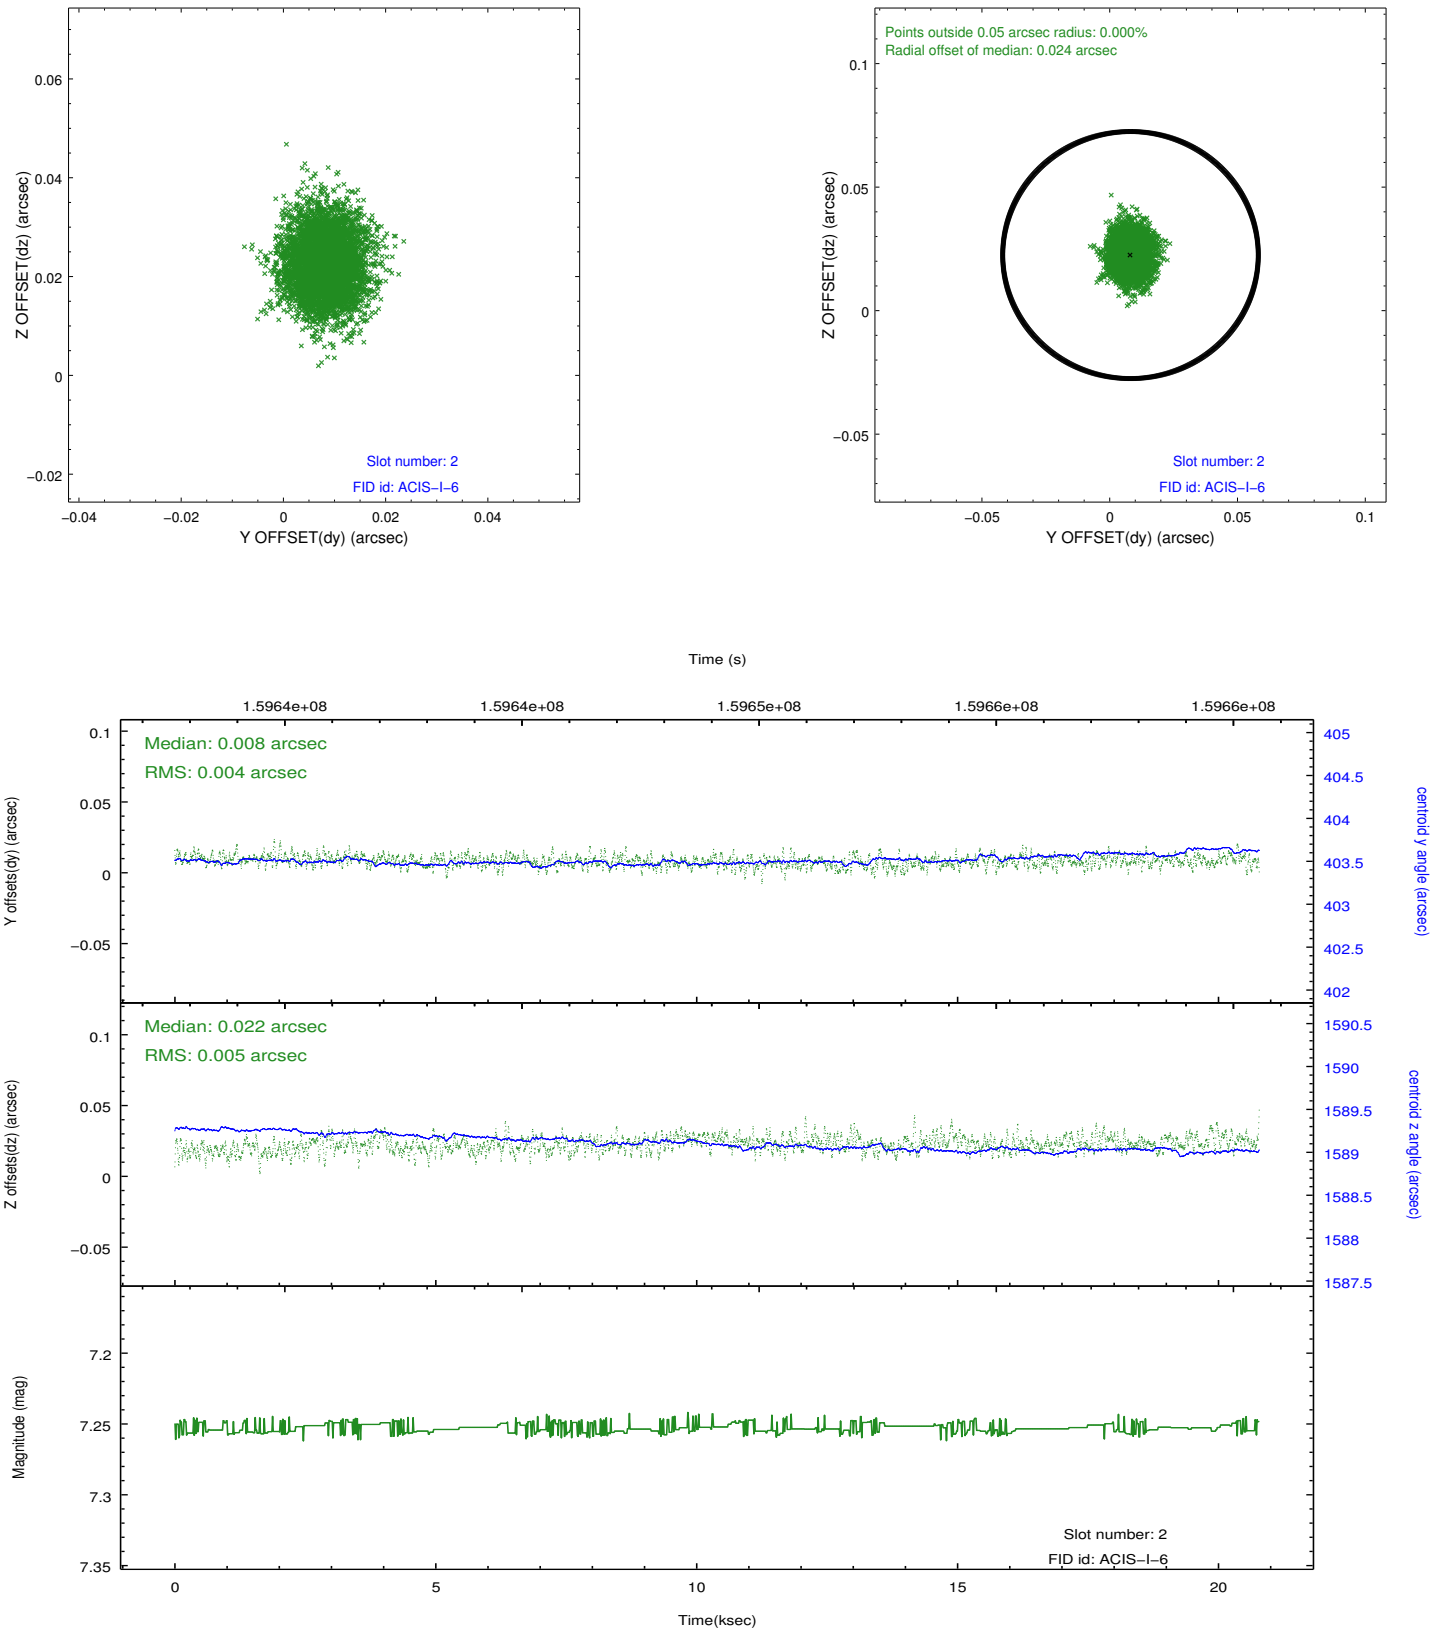 0.06
0.04
0.02
0
−0.02
−0.04
−0.02
0
0.02
0.04
Z OFFSET(dz) (arcsec)
Y OFFSET(dy) (arcsec)
Slot number: 2
FID id: ACIS−I−6
Points outside 0.05 arcsec radius: 0.000%
Radial offset of median: 0.024 arcsec
0.1
0.05
0
−0.05
−0.05
0
0.05
0.1
Z OFFSET(dz) (arcsec)
Y OFFSET(dy) (arcsec)
Slot number: 2
FID id: ACIS−I−6
Time (s)
1.5964e+08
1.5964e+08
1.5965e+08
1.5966e+08
1.5966e+08
Median: 0.008 arcsec
RMS: 0.004 arcsec
0.1
0.05
0
−0.05
Y offsets(dy) (arcsec)
405
404.5
404
403.5
403
402.5
402
centroid y angle (arcsec)
Median: 0.022 arcsec
RMS: 0.005 arcsec
0.1
0.05
0
−0.05
Z offsets(dz) (arcsec)
1590.5
1590
1589.5
1589
1588.5
1588
1587.5
centroid z angle (arcsec)
7.2
7.25
7.3
7.35
Magnitude (mag)
Slot number: 2
FID id: ACIS−I−6
0
5
10
15
20
Time(ksec)